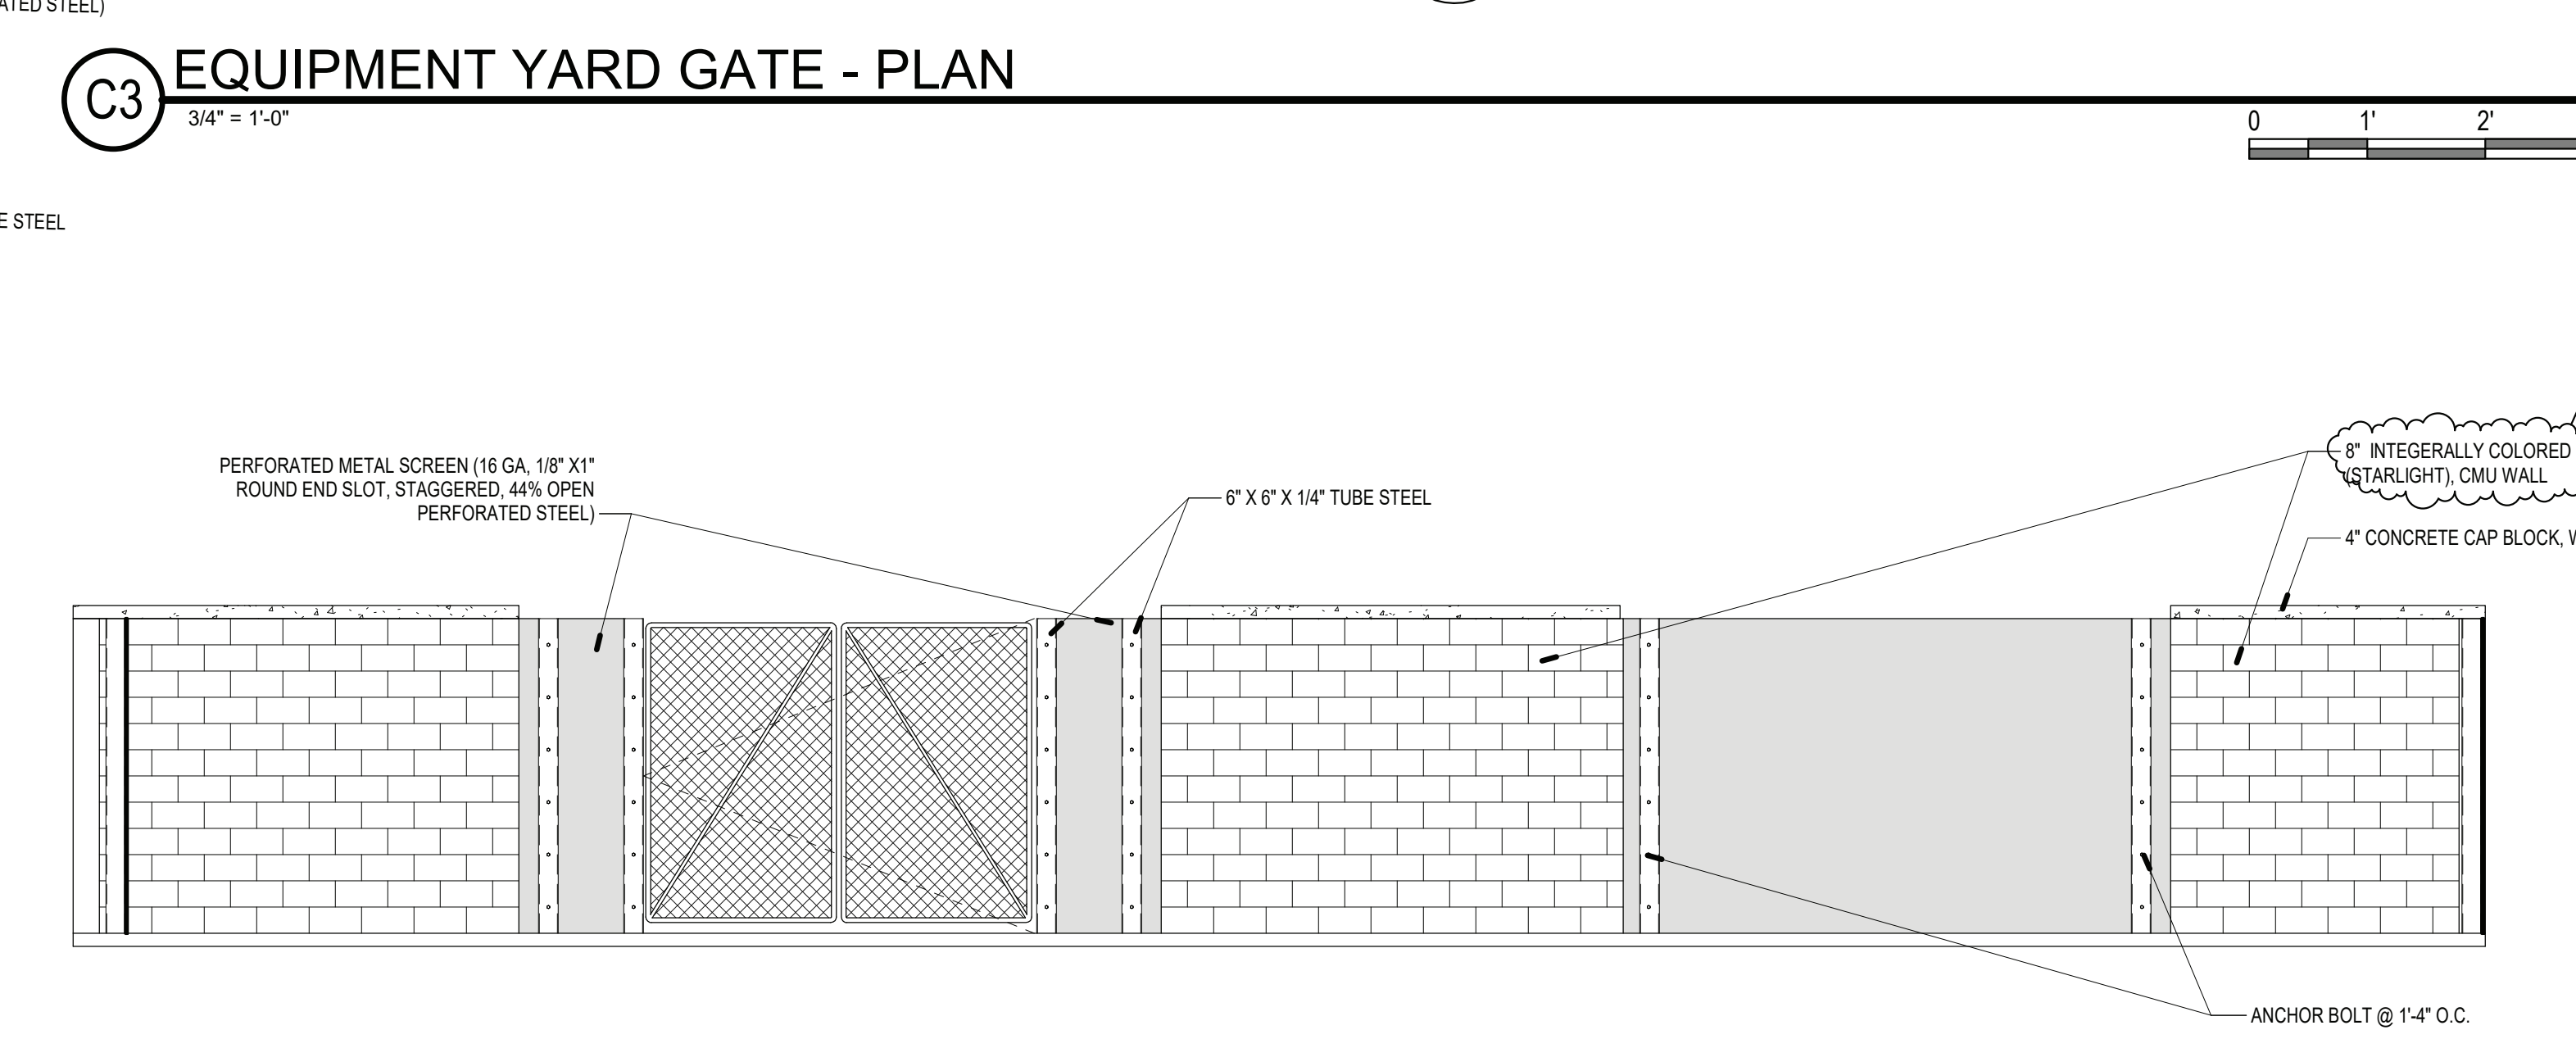 ATED STEEL)
C3 EQUIPMENT YARD GATE - PLAN
3/4" = 1'-0"
0 1' 2'
E STEEL
PERFORATED METAL SCREEN (16 GA, 1/8" X1"
ROUND END SLOT, STAGGERED, 44% OPEN
PERFORATED STEEL)
6" X 6" X 1/4" TUBE STEEL
8" INTEGERALLY COLORED
(STARLIGHT), CMU WALL
4" CONCRETE CAP BLOCK, W
ANCHOR BOLT @ 1'-4" O.C.